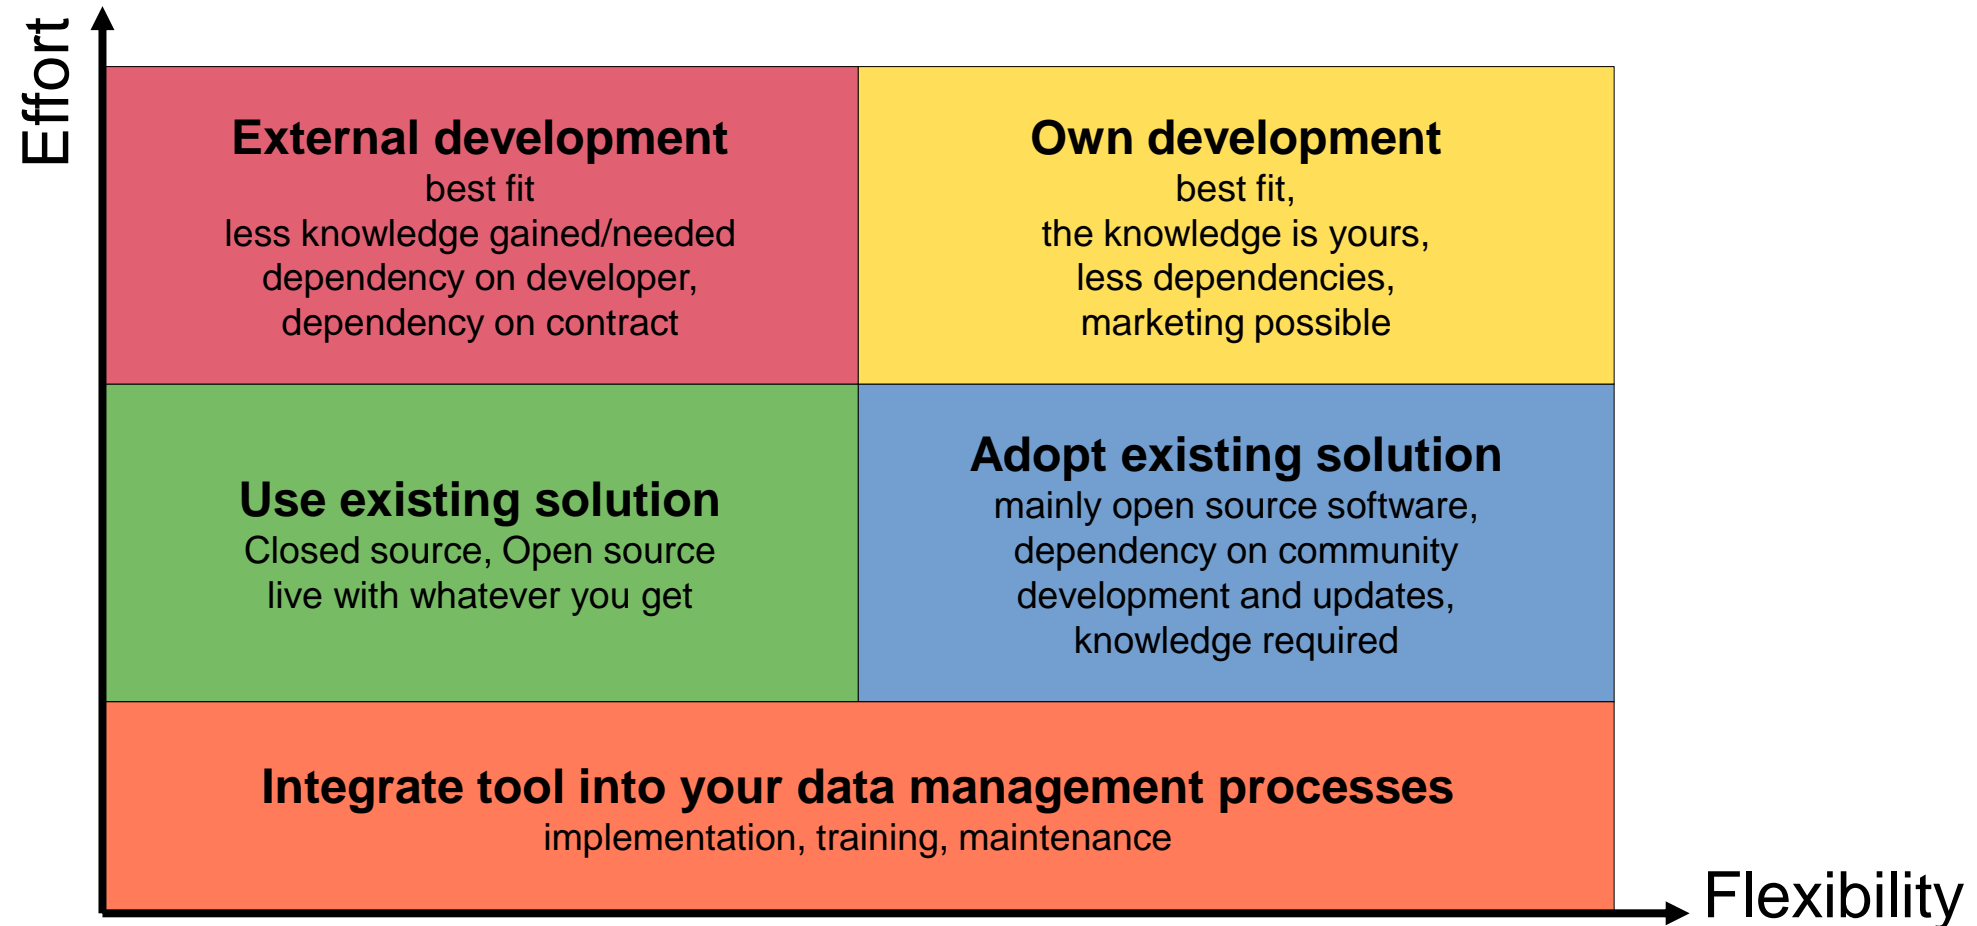 Effort
External development
best fit
less knowledge gained/needed
dependency on developer,
dependency on contract
Own development
best fit,
the knowledge is yours,
less dependencies,
marketing possible
Use existing solution
Closed source, Open source
live with whatever you get
Adopt existing solution
mainly open source software,
dependency on community
development and updates,
knowledge required
Integrate tool into your data management processes
implementation, training, maintenance
Flexibility